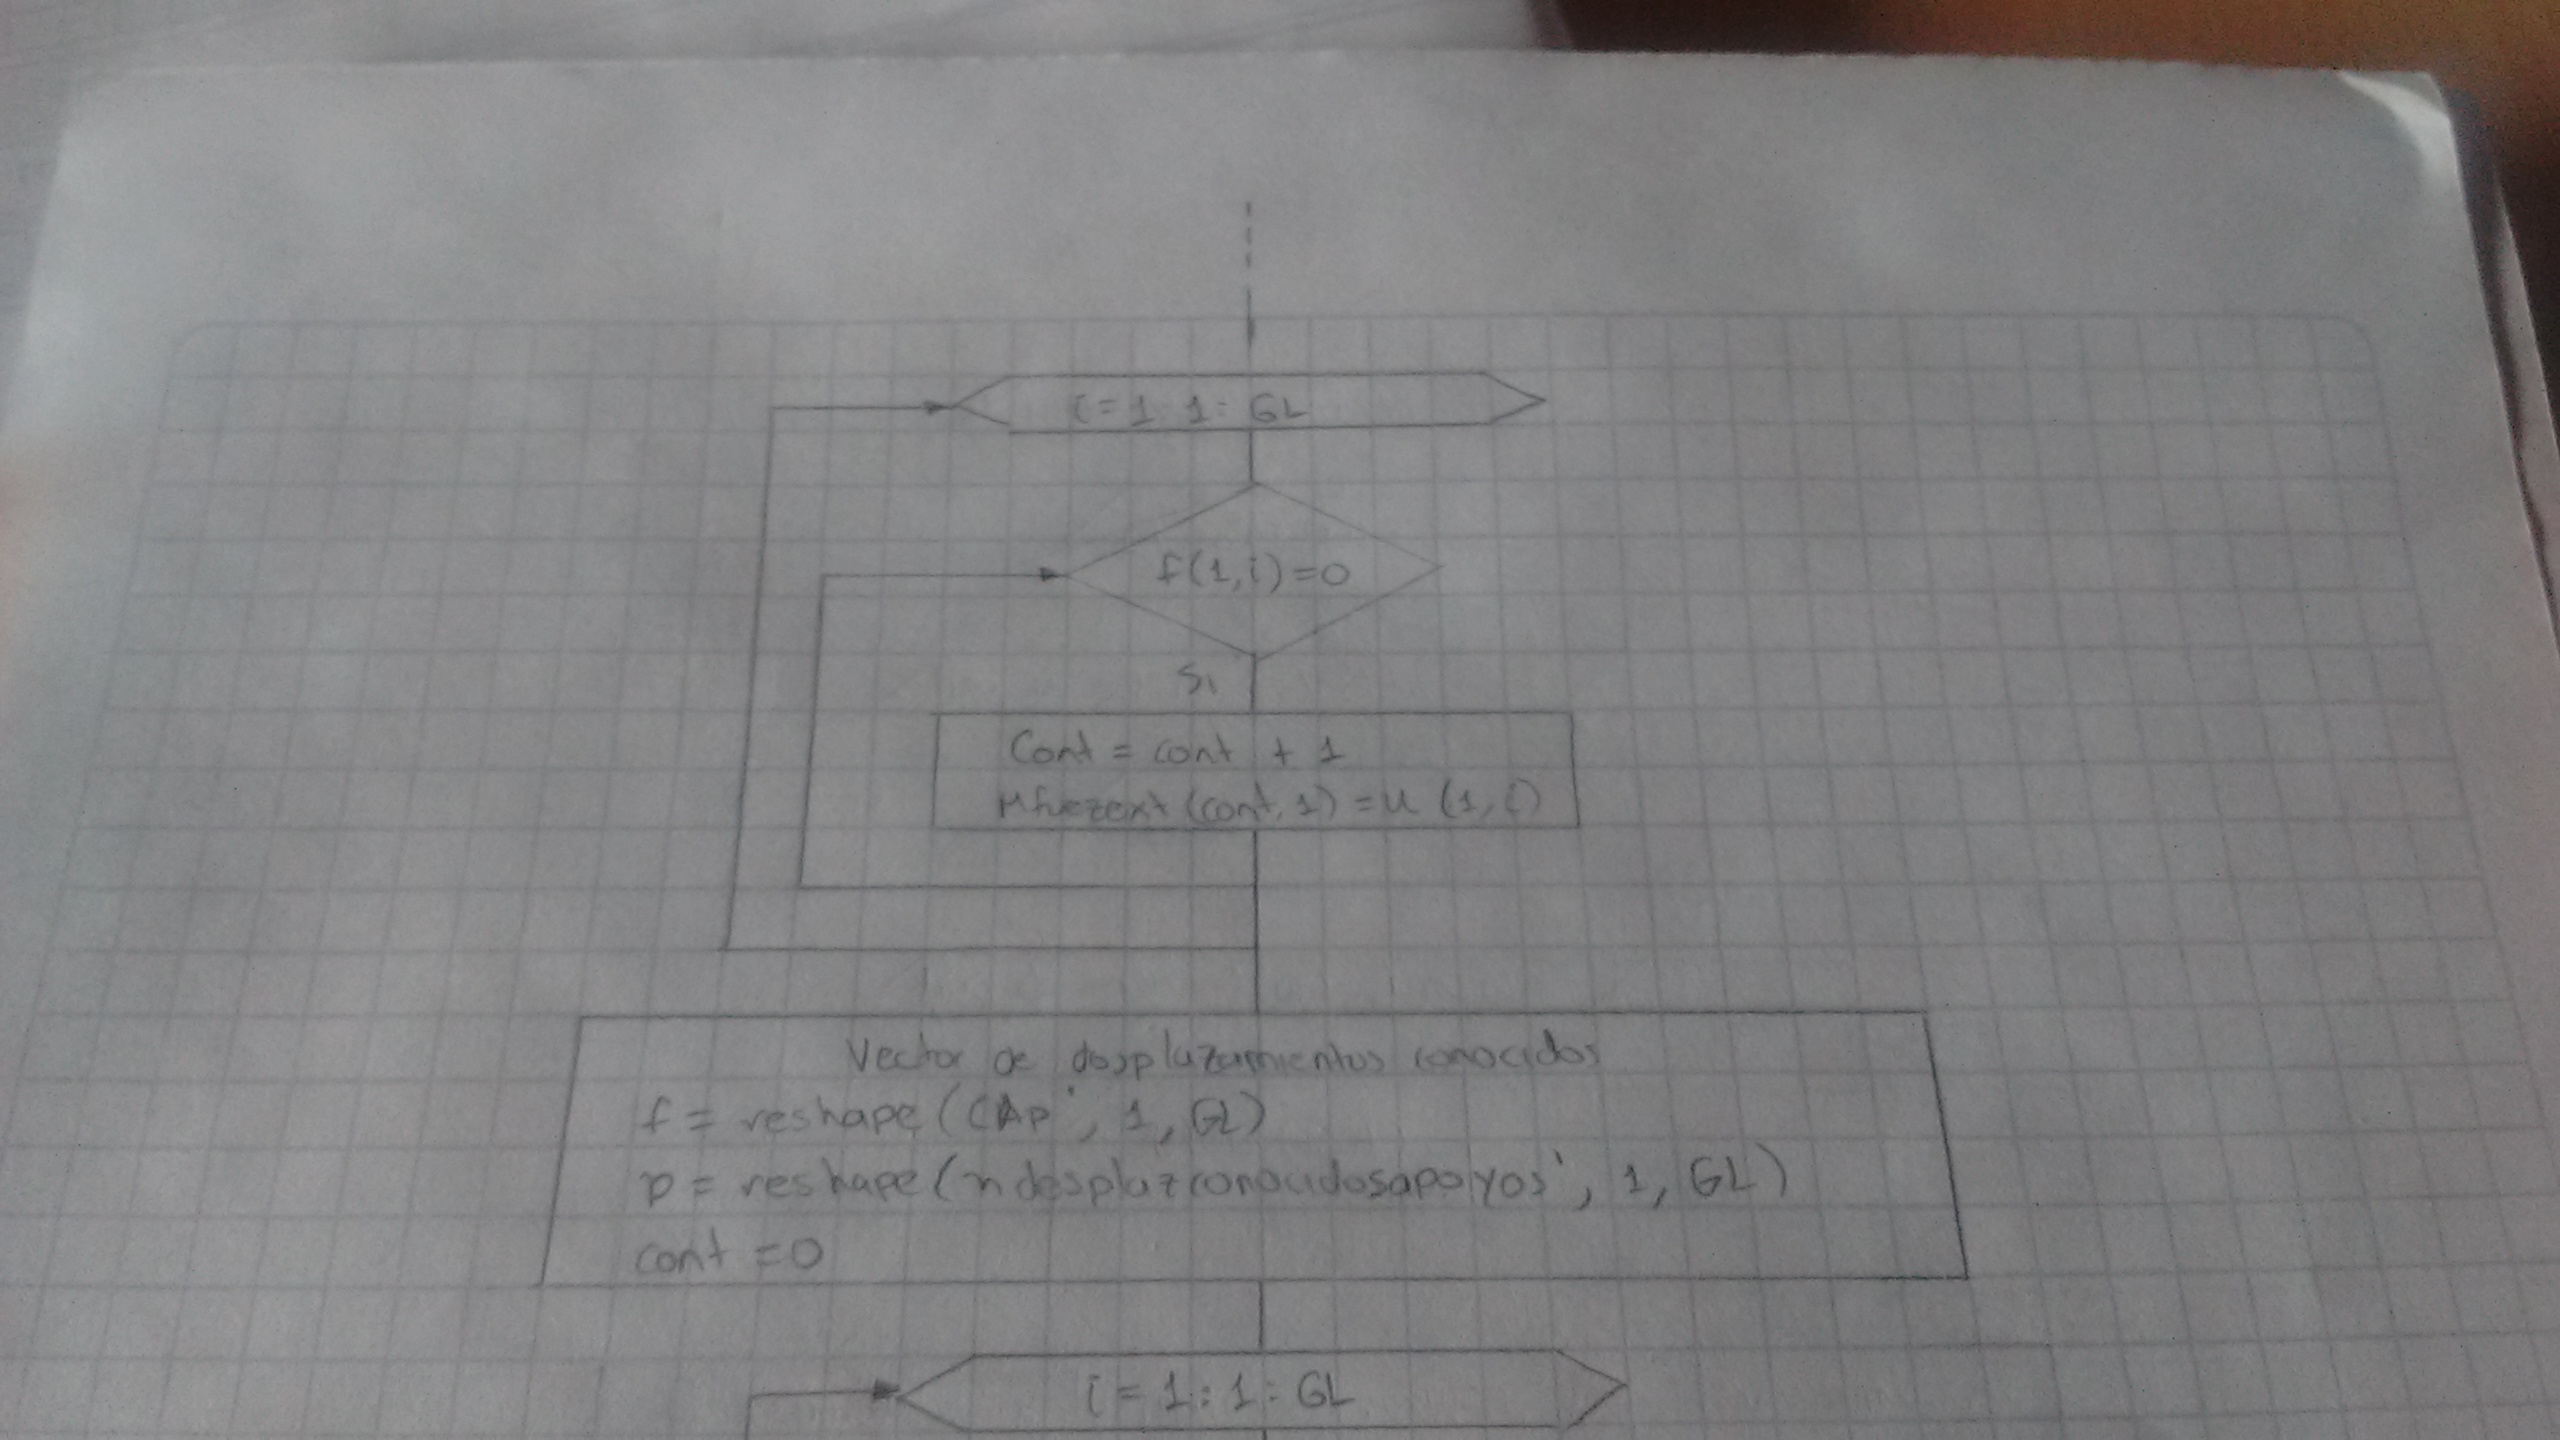 i = 1 : 1 : GL
f(1,i)=0
Si
Cont = cont + 1
Mfuezext (cont, 1) = u (1, i)
Vector de desplazamientos conocidos
f = reshape (CAp', 1, GL)
p = reshape (ndesplazconocidosapoyos', 1, GL)
cont = 0
i = 1 : 1 : GL